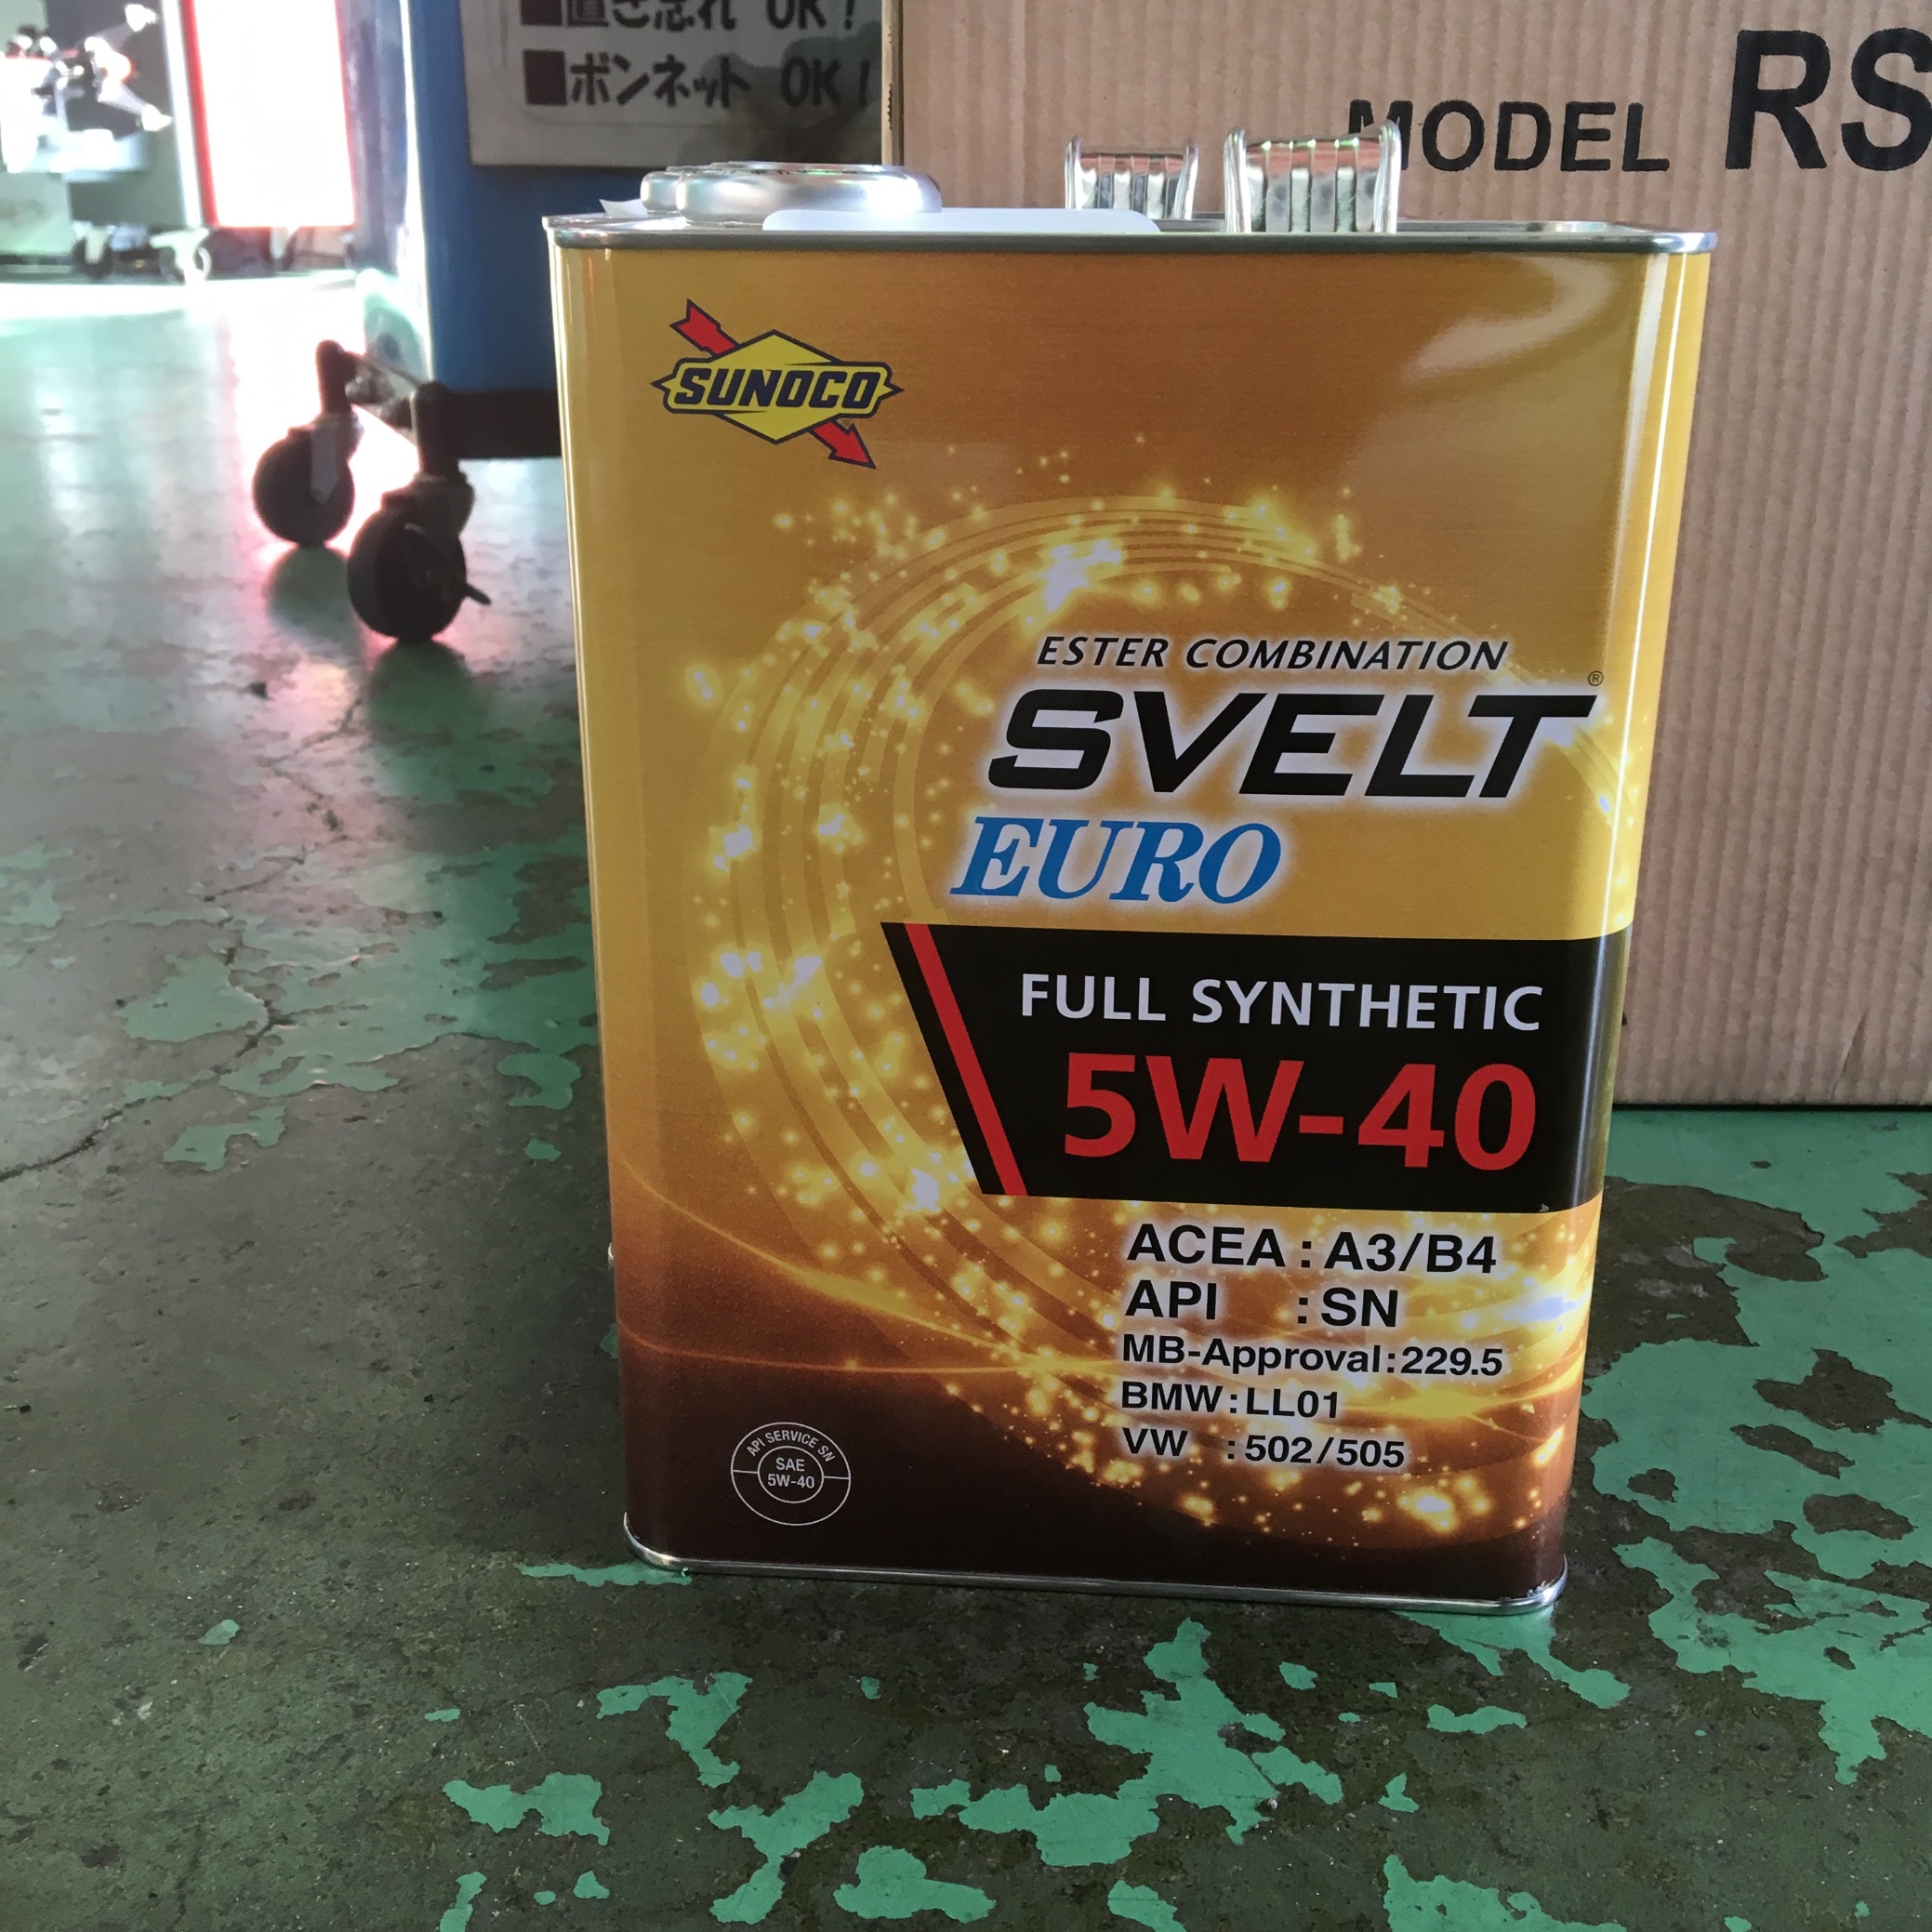 ■直さ忘れ OK!
■ボンネット OK!
MODEL RS
SUNOCO
ESTER COMBINATION
SVELT®
EURO
FULL SYNTHETIC
5W-40
ACEA : A3/B4
API : SN
MB-Approval : 229.5
BMW : LL01
VW : 502/505
API SERVICE SN
SAE
5W-40